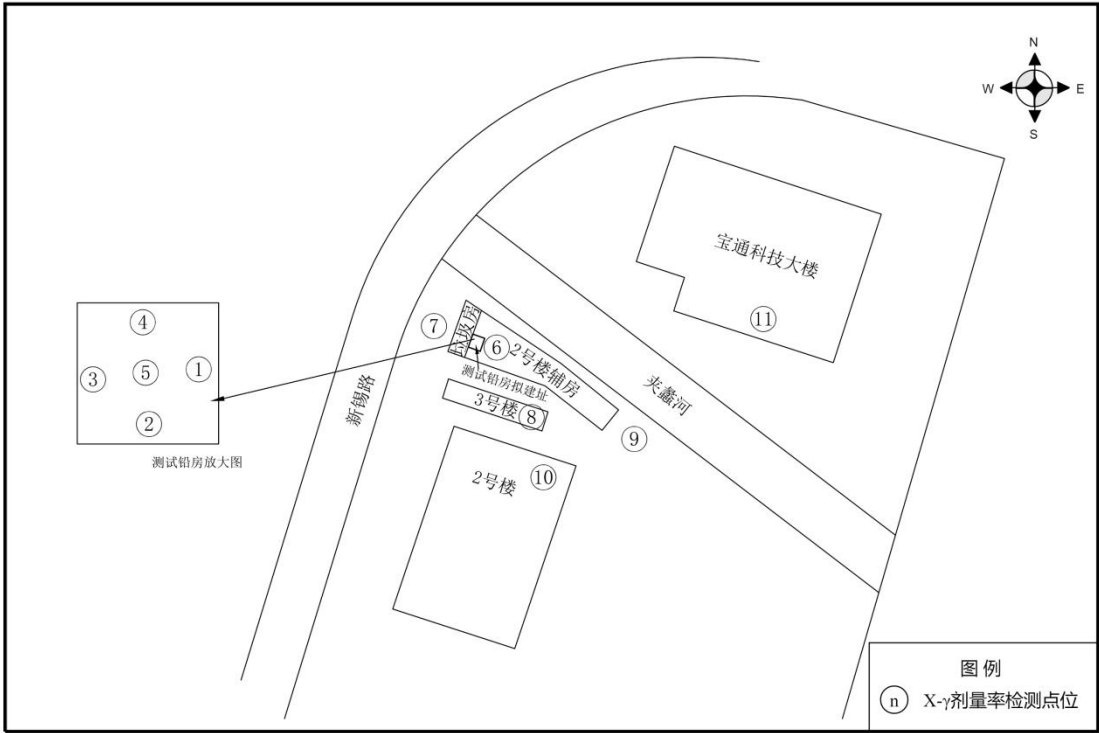 N
W E
S
宝通科技大楼
⑪
④
③ ⑤ ①
②
测试铅房放大图
⑦ 垃圾房
⑥ 2号楼辅房
测试铅房拟建址
3号楼 ⑧
⑨
夹蠡河
新锡路
2号楼 ⑩
图例
ⓝ X-γ剂量率检测点位